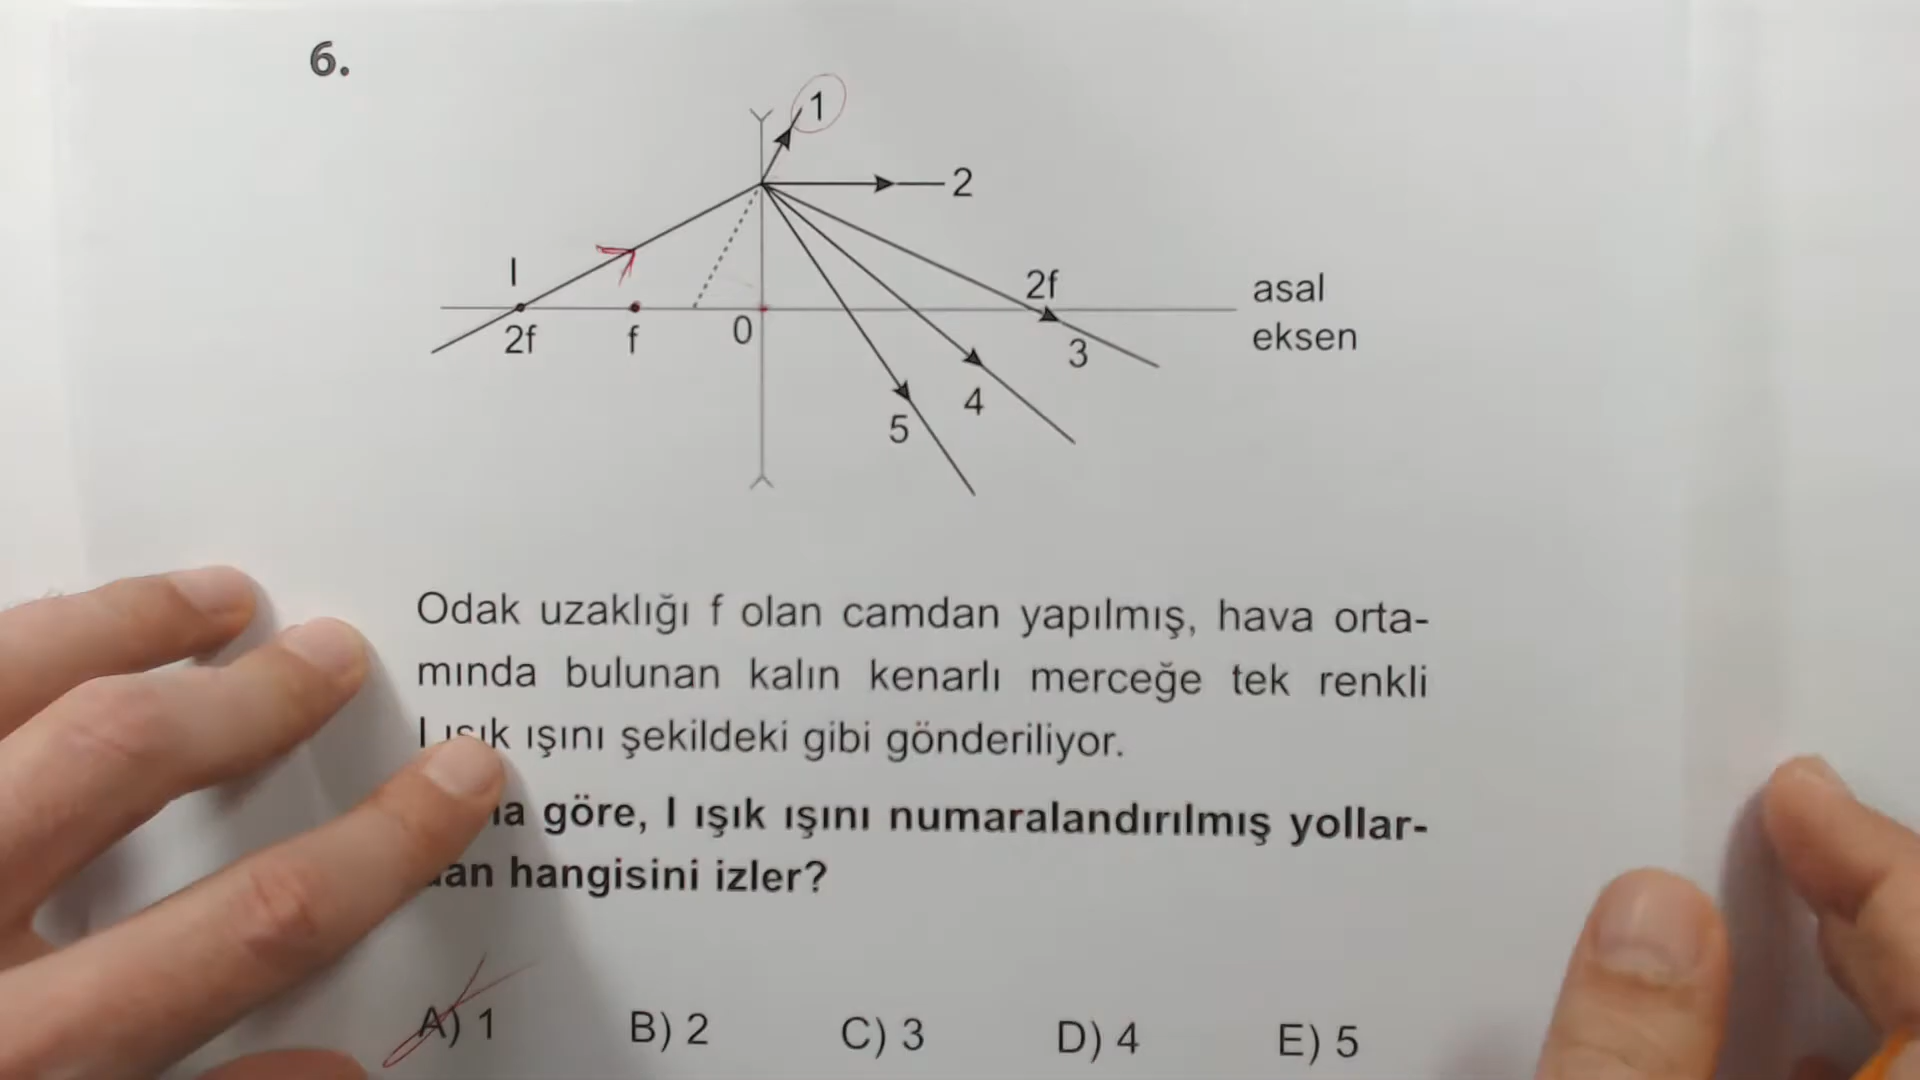 6.
1
2
I
2f
asal
2f
f
0
3
eksen
4
5
Odak uzaklığı f olan camdan yapılmış, hava orta-
mında bulunan kalın kenarlı merceğe tek renkli
I ışık ışını şekildeki gibi gönderiliyor.
göre, I ışık ışını numaralandırılmış yollar-
hangisini izler?
A) 1 B) 2 C) 3 D) 4 E) 5